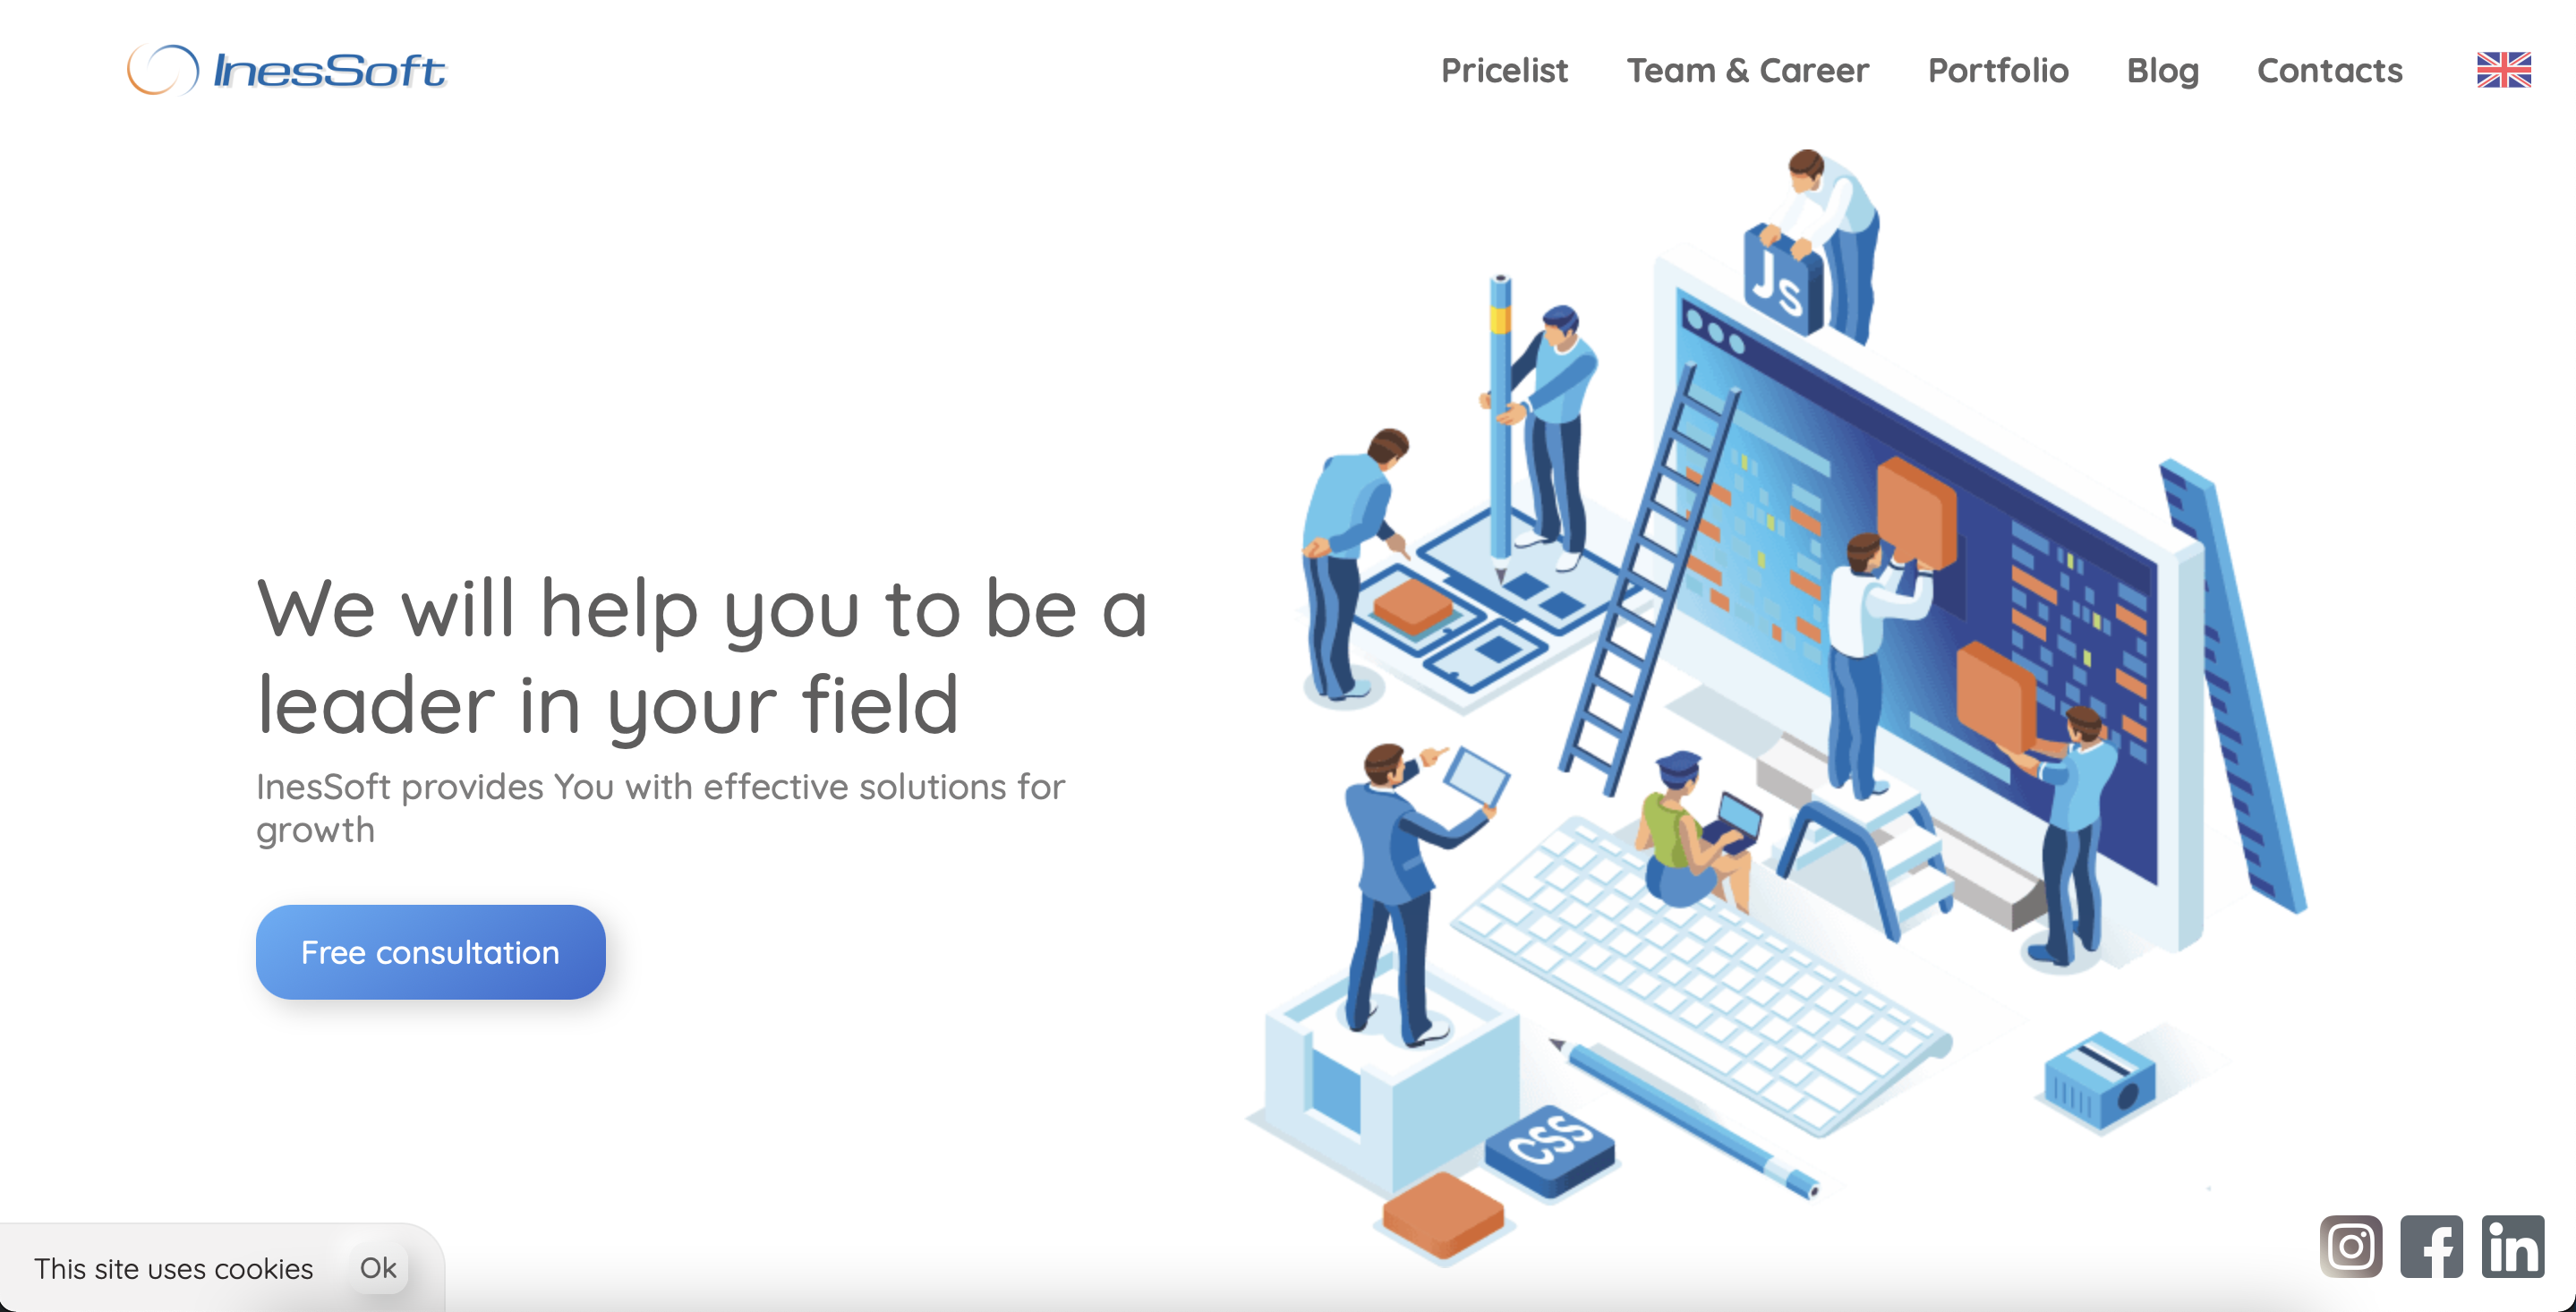 InesSoft
Pricelist Team & Career Portfolio Blog Contacts
Js
We will help you to be a
leader in your field
InesSoft provides You with effective solutions for
growth
Free consultation
CSS
This site uses cookies Ok